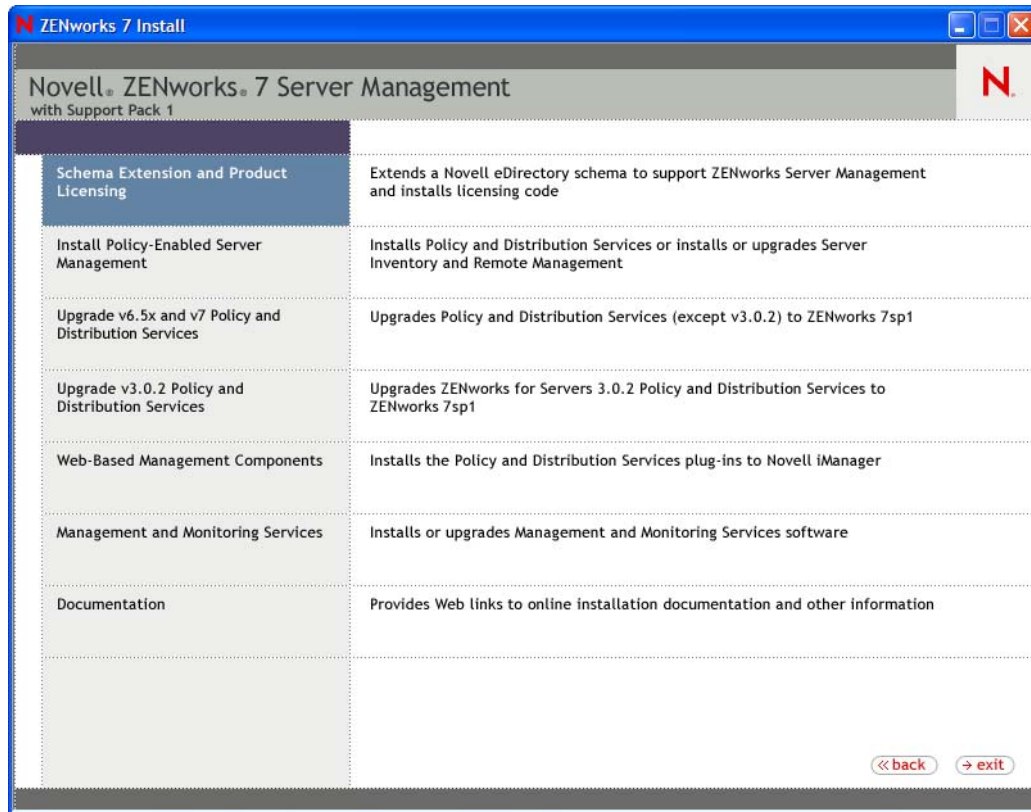 N ZENworks 7 Install
Novell® ZENworks® 7 Server Management
with Support Pack 1
N®
Schema Extension and Product
Licensing
Extends a Novell eDirectory schema to support ZENworks Server Management
and installs licensing code
Install Policy-Enabled Server
Management
Installs Policy and Distribution Services or installs or upgrades Server
Inventory and Remote Management
Upgrade v6.5x and v7 Policy and
Distribution Services
Upgrades Policy and Distribution Services (except v3.0.2) to ZENworks 7sp1
Upgrade v3.0.2 Policy and
Distribution Services
Upgrades ZENworks for Servers 3.0.2 Policy and Distribution Services to
ZENworks 7sp1
Web-Based Management Components
Installs the Policy and Distribution Services plug-ins to Novell iManager
Management and Monitoring Services
Installs or upgrades Management and Monitoring Services software
Documentation
Provides Web links to online installation documentation and other information
« back
→ exit